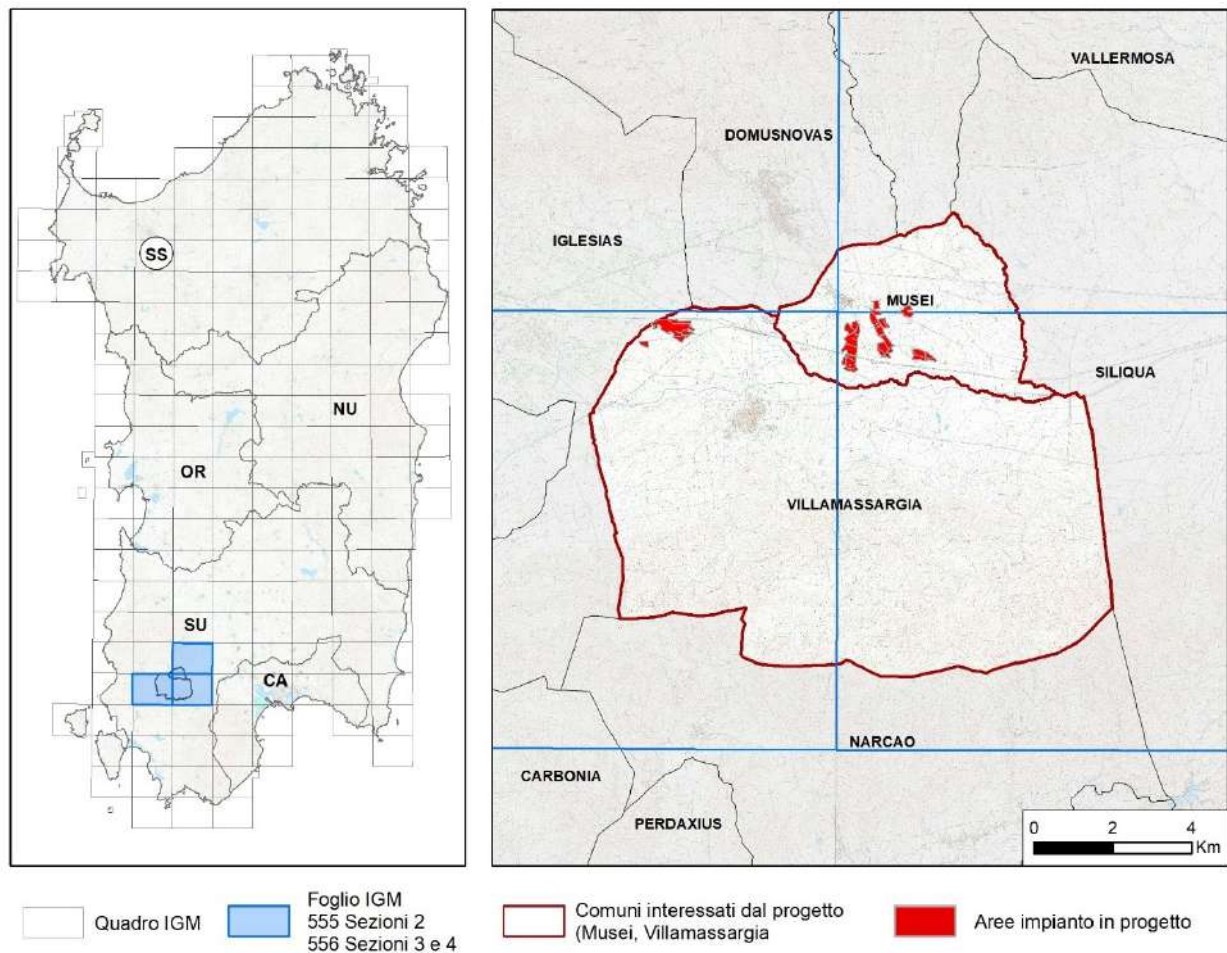 SS
NU
OR
SU
CA
VALLERMOSA
DOMUSNOVAS
IGLESIAS
MUSEI
SILIQUA
VILLAMASSARGIA
NARCAO
CARBONIA
PERDAXIUS
0 2 4
Km
Quadro IGM
Foglio IGM
555 Sezioni 2
556 Sezioni 3 e 4
Comuni interessati dal progetto
(Musei, Villamassargia
Aree impianto in progetto